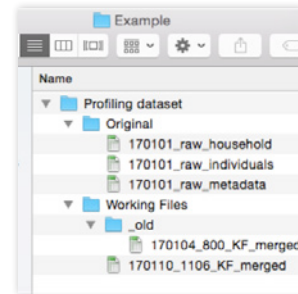 Example
Name
Profiling dataset
Original
170101_raw_household
170101_raw_individuals
170101_raw_metadata
Working Files
_old
170104_800_KF_merged
170110_1106_KF_merged